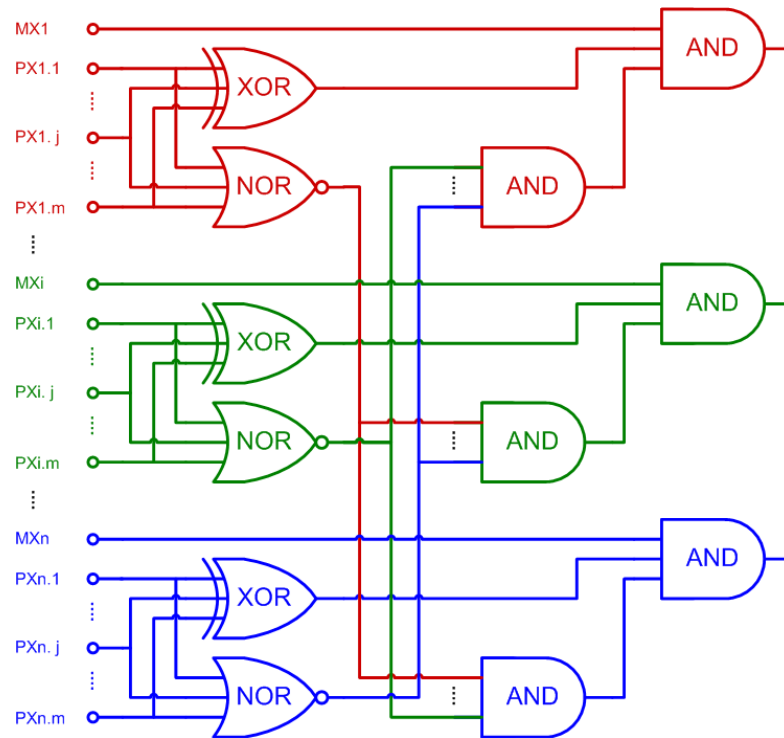 MX1
AND
PX1.1
XOR
PX1. j
AND
NOR
PX1.m
MXi
AND
PXi.1
XOR
PXi. j
AND
NOR
PXi.m
MXn
AND
PXn.1
XOR
PXn. j
AND
NOR
PXn.m